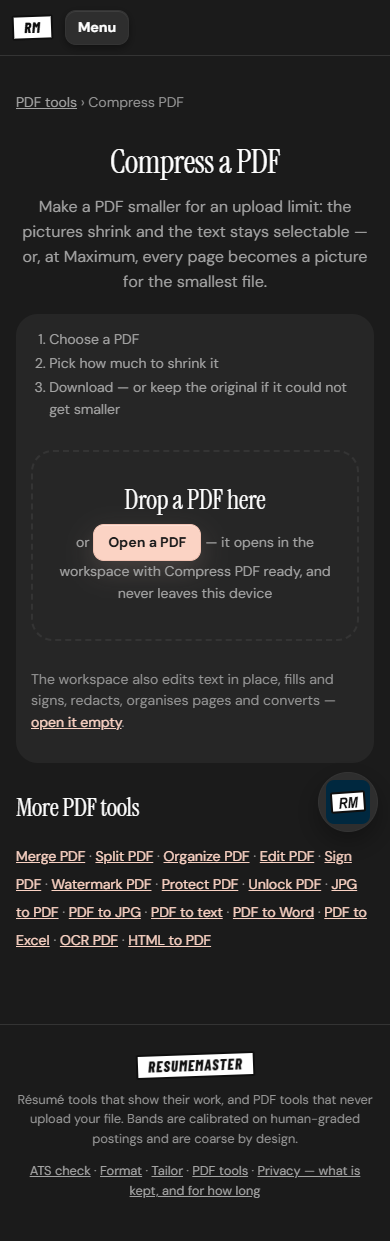 RM
Menu
PDF tools › Compress PDF
Compress a PDF
Make a PDF smaller for an upload limit: the
pictures shrink and the text stays selectable —
or, at Maximum, every page becomes a picture
for the smallest file.
1. Choose a PDF
2. Pick how much to shrink it
3. Download — or keep the original if it could not
get smaller
Drop a PDF here
or Open a PDF — it opens in the
workspace with Compress PDF ready, and
never leaves this device
The workspace also edits text in place, fills and
signs, redacts, organises pages and converts —
open it empty.
RM
More PDF tools
Merge PDF · Split PDF · Organize PDF · Edit PDF · Sign
PDF · Watermark PDF · Protect PDF · Unlock PDF · JPG
to PDF · PDF to JPG · PDF to text · PDF to Word · PDF to
Excel · OCR PDF · HTML to PDF
RESUMEMASTER
Résumé tools that show their work, and PDF tools that never
upload your file. Bands are calibrated on human-graded
postings and are coarse by design.
ATS check · Format · Tailor · PDF tools · Privacy — what is
kept, and for how long